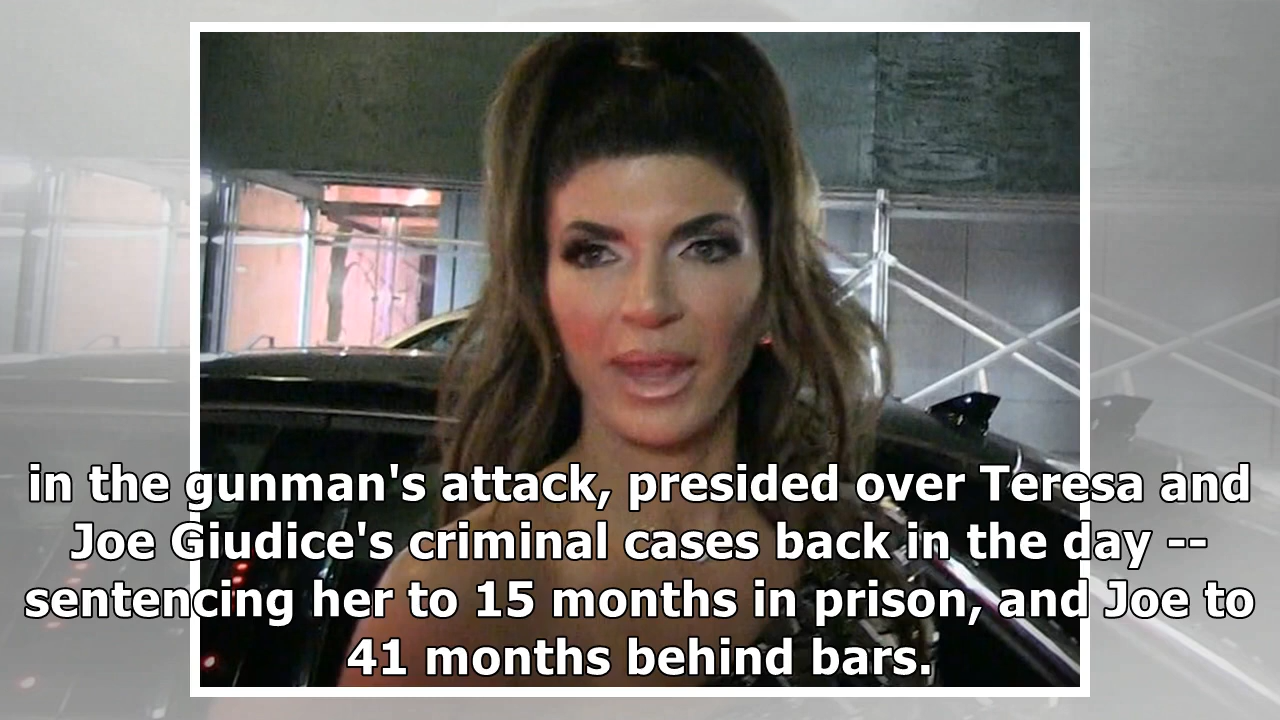 in the gunman's attack, presided over Teresa and
Joe Giudice's criminal cases back in the day --
sentencing her to 15 months in prison, and Joe to
41 months behind bars.